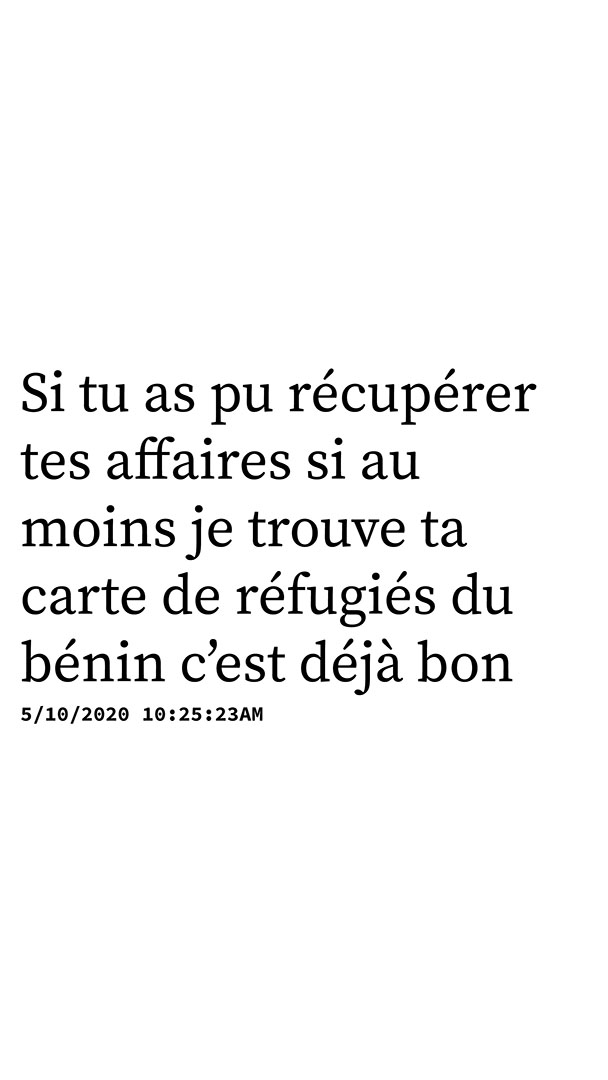 Si tu as pu récupérer
tes affaires si au
moins je trouve ta
carte de réfugiés du
bénin c’est déjà bon
5/10/2020 10:25:23AM